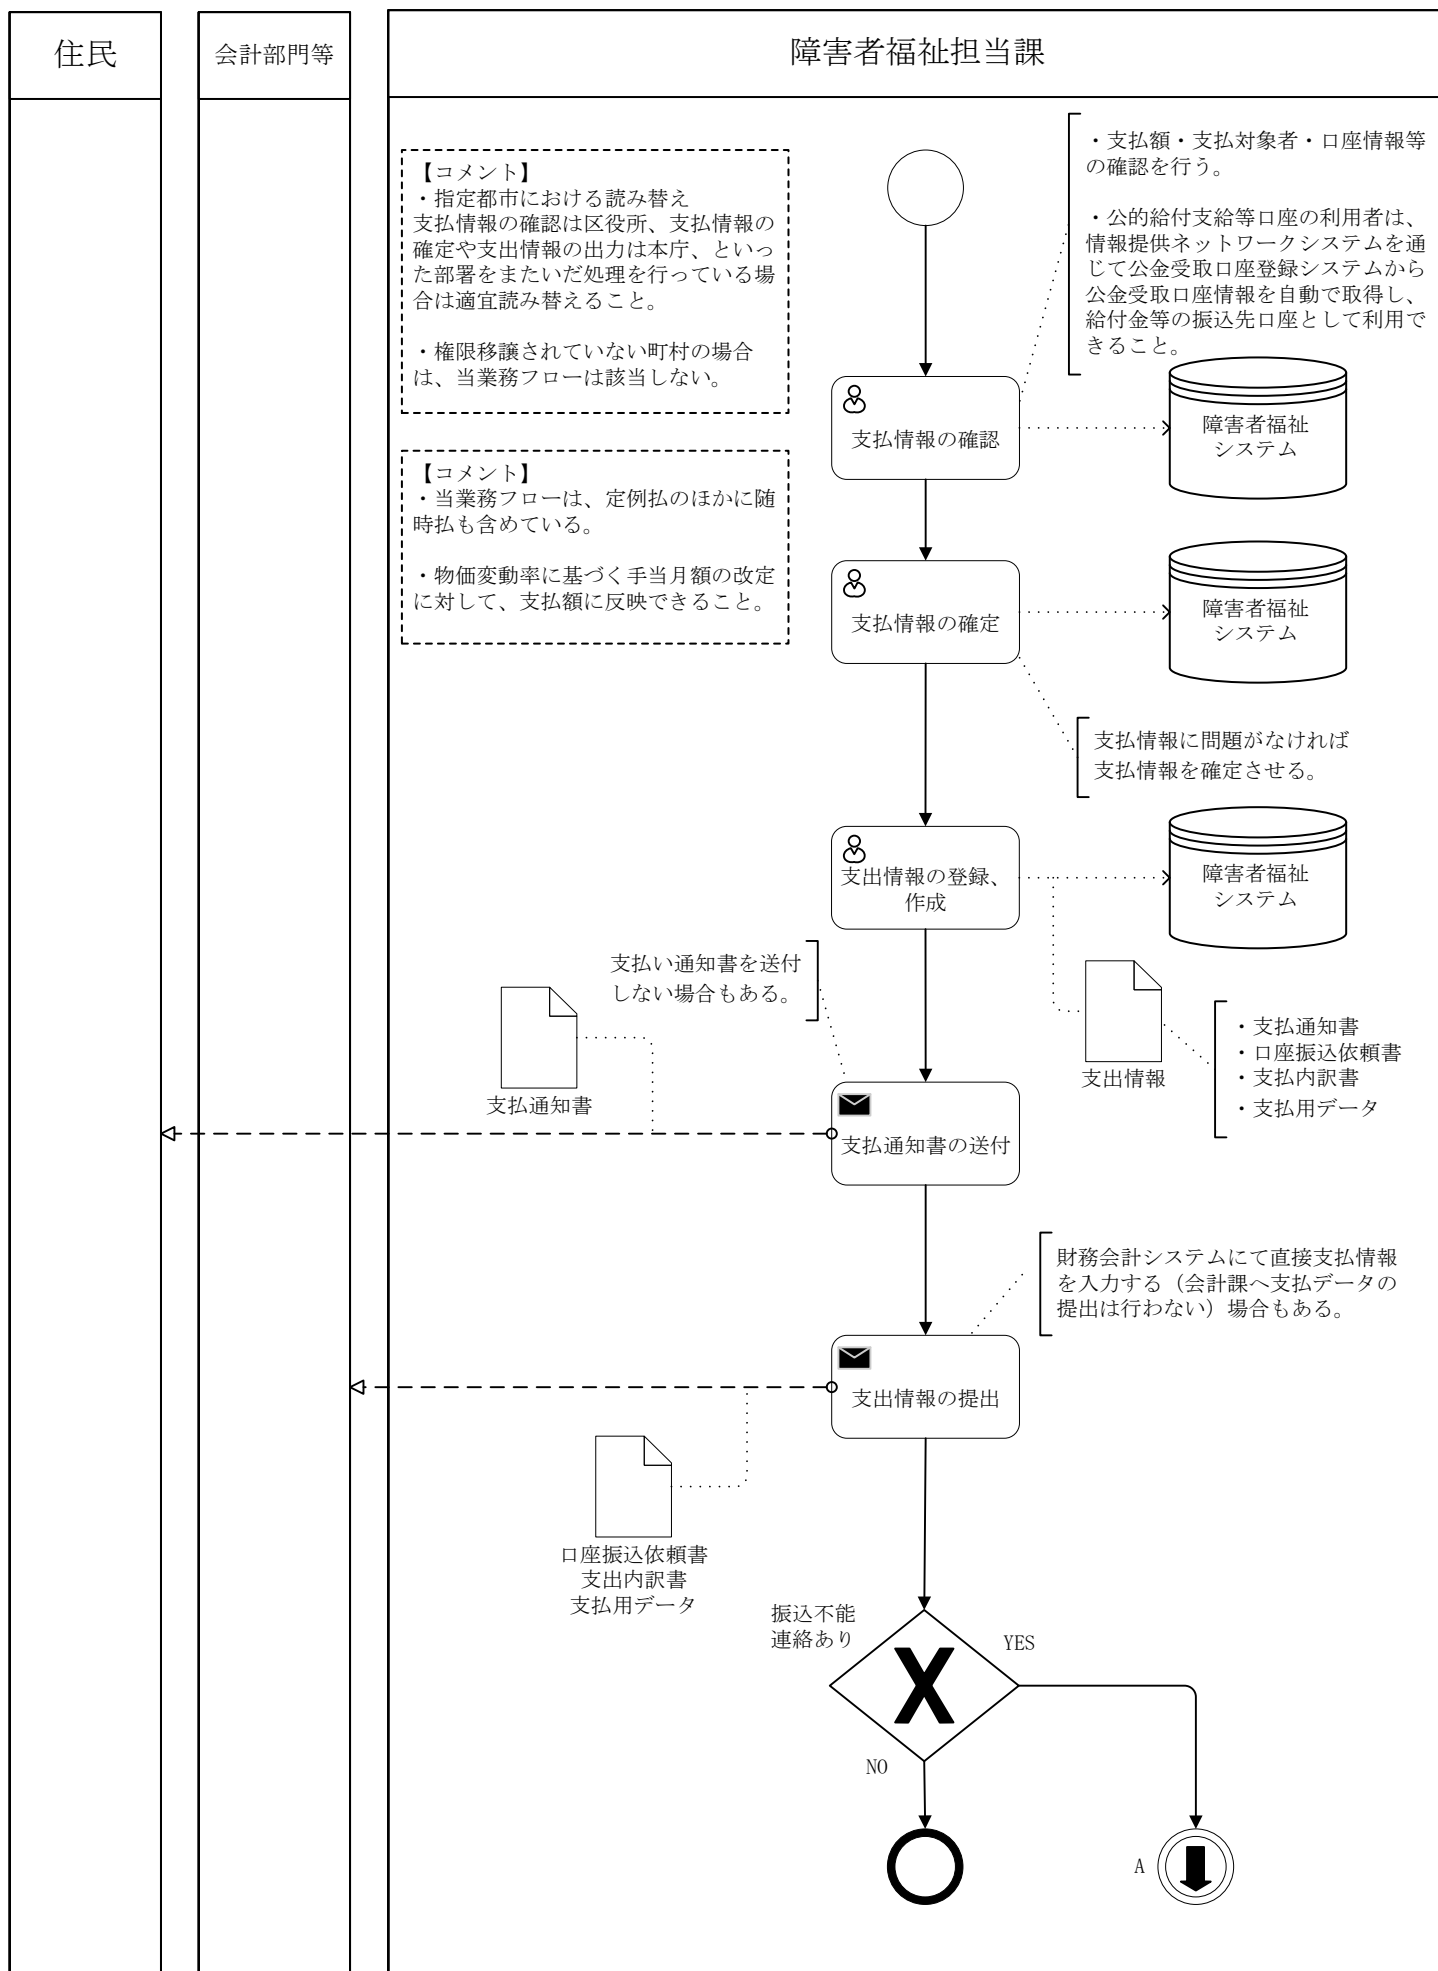 住民
会計部門等
障害者福祉担当課
【コメント】
・指定都市における読み替え
支払情報の確認は区役所、支払情報の
確定や支出情報の出力は本庁、といっ
た部署をまたいだ処理を行っている場
合は適宜読み替えること。
・権限移譲されていない町村の場合
は、当業務フローは該当しない。
・支払額・支払対象者・口座情報等
の確認を行う。
・公的給付支給等口座の利用者は、
情報提供ネットワークシステムを通
じて公金受取口座登録システムから
公金受取口座情報を自動で取得し、
給付金等の振込先口座として利用で
きること。
支払情報の確認
障害者福祉
システム
【コメント】
・当業務フローは、定例払のほかに随
時払も含めている。
・物価変動率に基づく手当月額の改定
に対して、支払額に反映できること。
支払情報の確定
障害者福祉
システム
支払情報に問題がなければ
支払情報を確定させる。
支出情報の登録、
作成
障害者福祉
システム
支払い通知書を送付
しない場合もある。
支払通知書
支出情報
・支払通知書
・口座振込依頼書
・支払内訳書
・支払用データ
支払通知書の送付
財務会計システムにて直接支払情報
を入力する（会計課へ支払データの
提出は行わない）場合もある。
支出情報の提出
口座振込依頼書
支出内訳書
支払用データ
振込不能
連絡あり
YES
NO
A